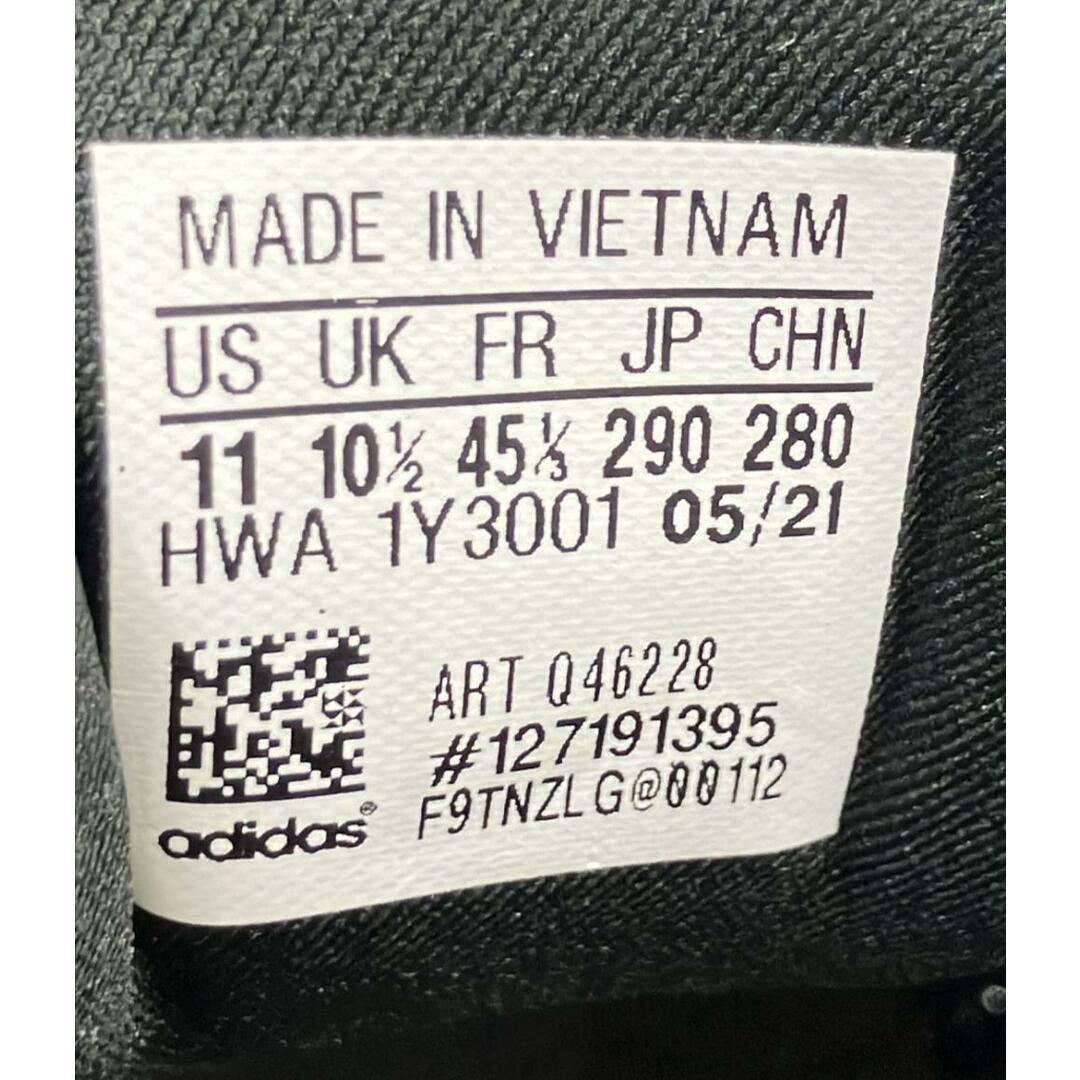 MADE IN VIETNAM
US UK FR JP CHN
11 10½ 45⅓ 290 280
HWA 1Y3001 05/21
ART Q46228
#127191395
F9TNZLG@00112
adidas®